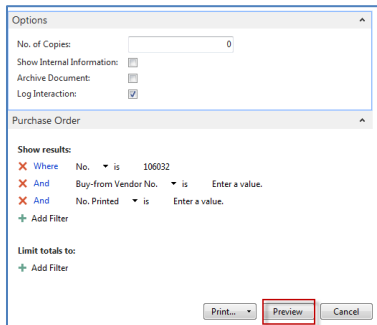 Options
No. of Copies: 0
Show Internal Information:
Archive Document:
Log Interaction:
Purchase Order
Show results:
Where No. is 106032
And Buy-from Vendor No. is Enter a value.
And No. Printed is Enter a value.
Add Filter
Limit totals to:
Add Filter
Print... Preview Cancel